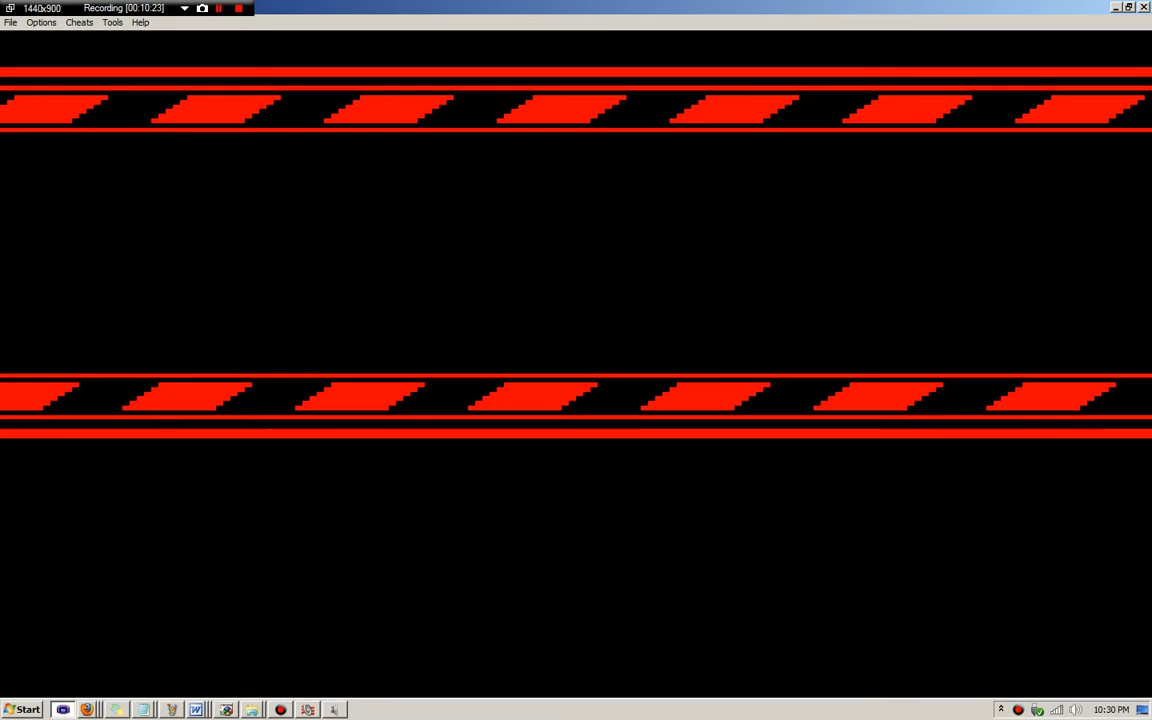 1440x900 Recording [00:10:23]
File Options Cheats Tools Help
Start 10:30 PM